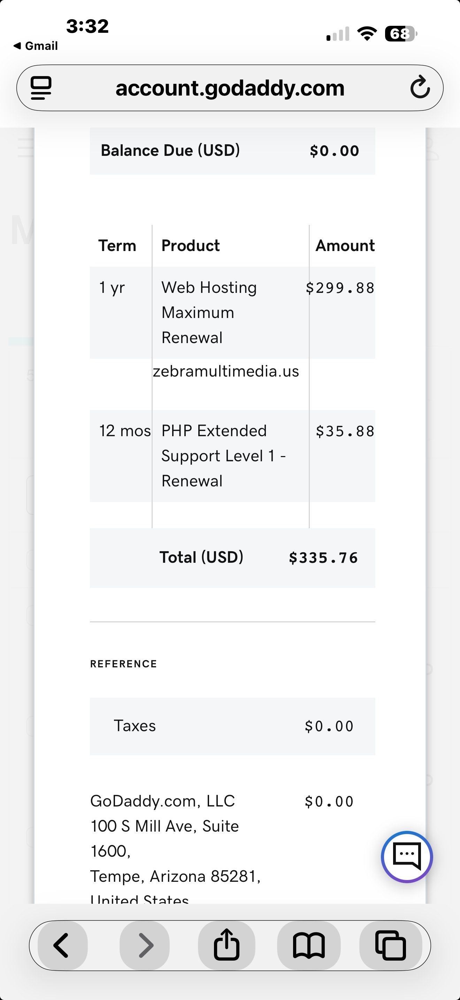 3:32
68
◀ Gmail
account.godaddy.com
Balance Due (USD) $0.00
Term Product Amount
1 yr Web Hosting $299.88
Maximum
Renewal
zebramultimedia.us
12 mos PHP Extended $35.88
Support Level 1 -
Renewal
Total (USD) $335.76
REFERENCE
Taxes $0.00
GoDaddy.com, LLC $0.00
100 S Mill Ave, Suite
1600,
Tempe, Arizona 85281,
United States